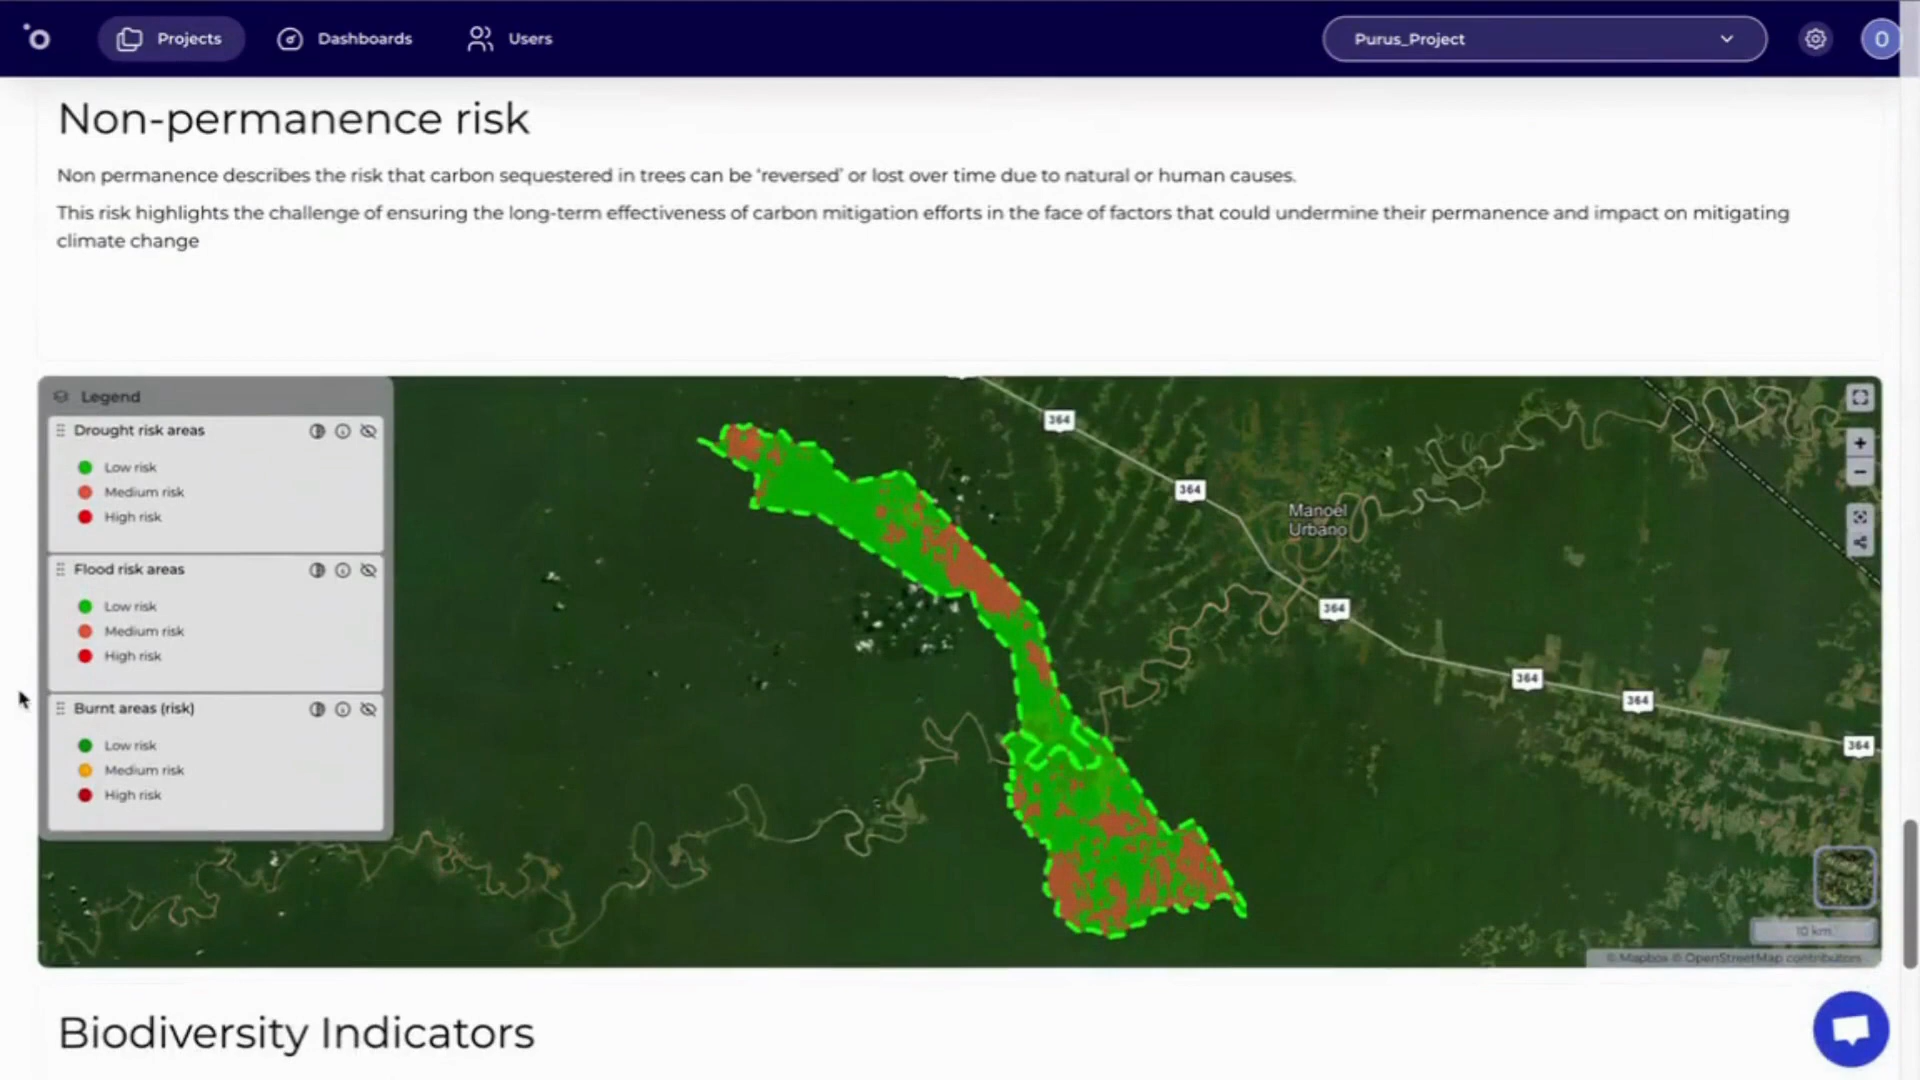 Projects
Dashboards
Users
Purus_Project
O
Non-permanence risk
Non permanence describes the risk that carbon sequestered in trees can be ‘reversed’ or lost over time due to natural or human causes.
This risk highlights the challenge of ensuring the long-term effectiveness of carbon mitigation efforts in the face of factors that could undermine their permanence and impact on mitigating
climate change
Legend
Drought risk areas
Low risk
Medium risk
High risk
Flood risk areas
Low risk
Medium risk
High risk
Burnt areas (risk)
Low risk
Medium risk
High risk
364
364
Manoel
Urbano
364
364
364
364
10 km
© Mapbox © OpenStreetMap contributors
Biodiversity Indicators